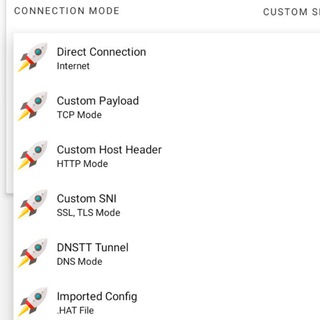 CONNECTION MODE
CUSTOM S
Direct Connection
Internet
Custom Payload
TCP Mode
Custom Host Header
HTTP Mode
Custom SNI
SSL, TLS Mode
DNSTT Tunnel
DNS Mode
Imported Config
.HAT File